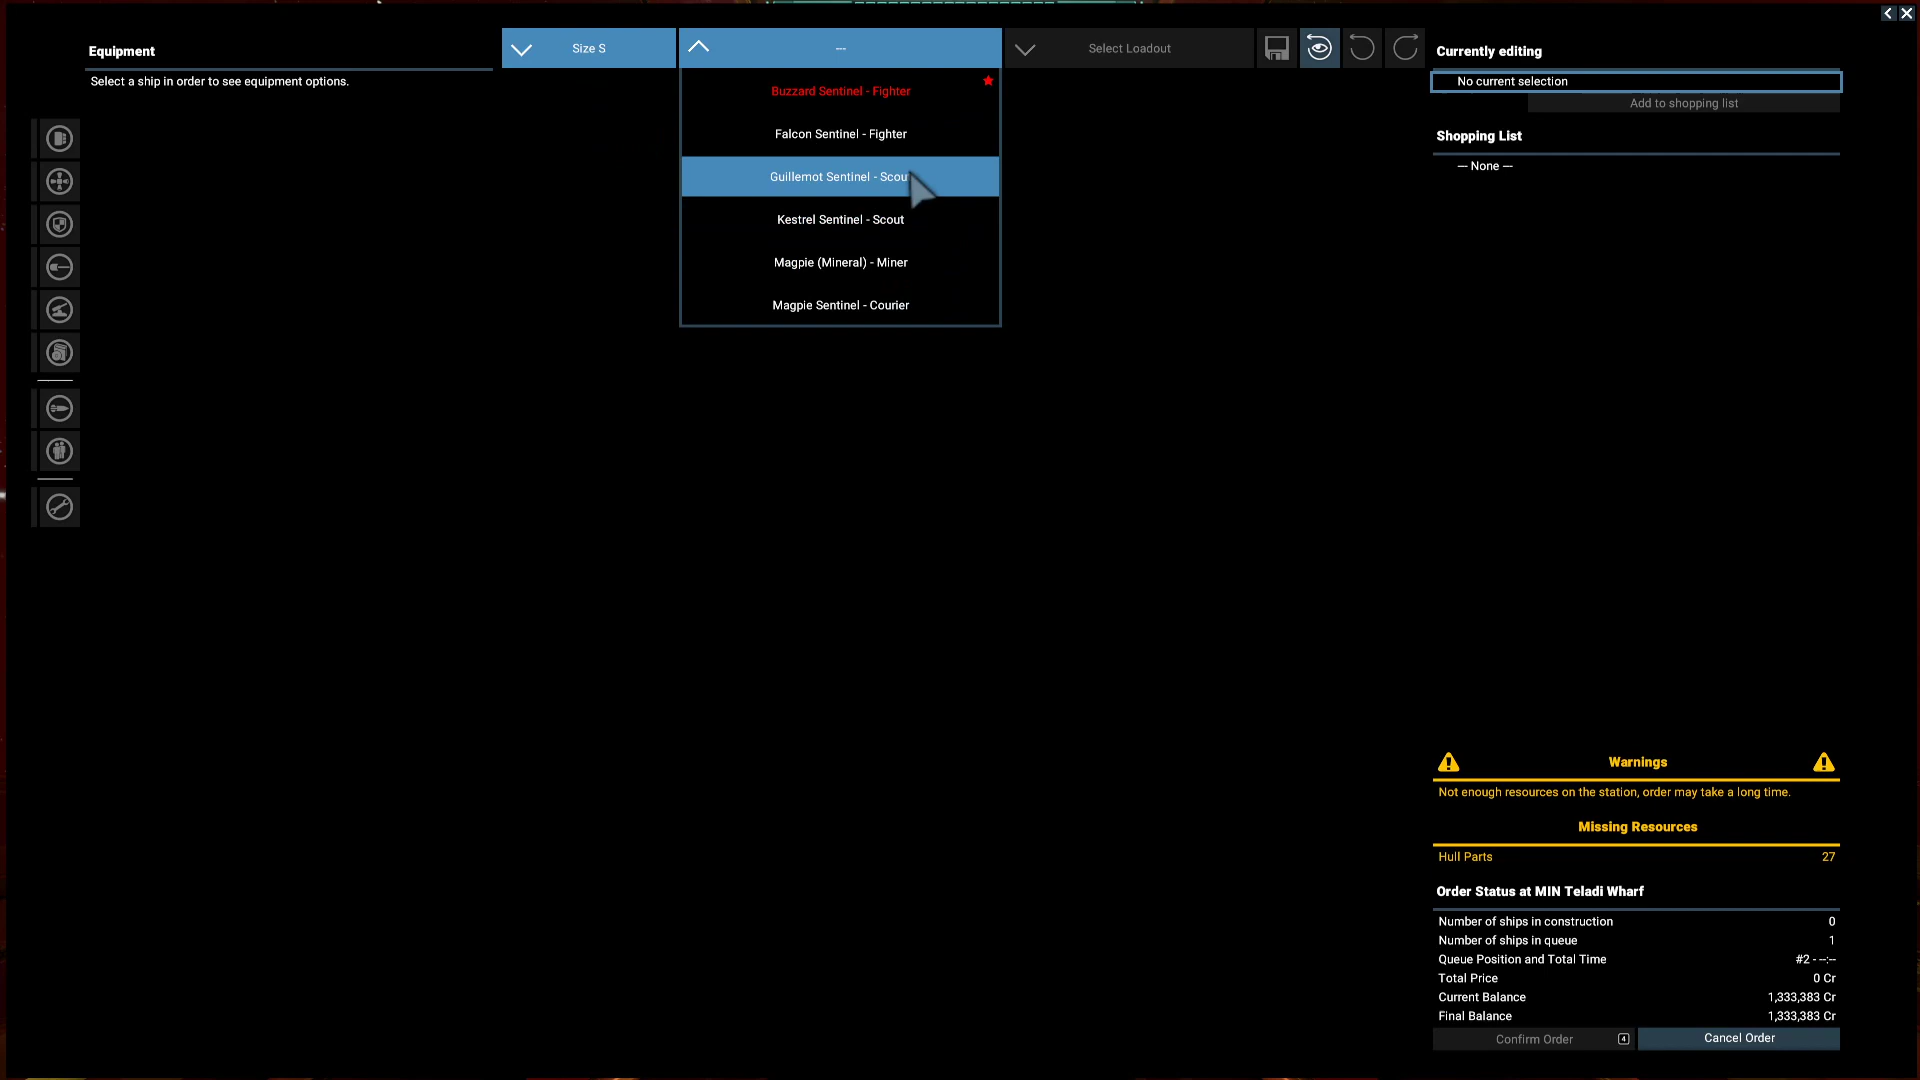 Equipment
Select a ship in order to see equipment options.
Size S
---
Select Loadout
Buzzard Sentinel - Fighter
Falcon Sentinel - Fighter
Guillemot Sentinel - Scout
Kestrel Sentinel - Scout
Magpie (Mineral) - Miner
Magpie Sentinel - Courier
Currently editing
No current selection
Add to shopping list
Shopping List
--- None ---
Warnings
Not enough resources on the station, order may take a long time.
Missing Resources
Hull Parts 27
Order Status at MIN Teladi Wharf
Number of ships in construction 0
Number of ships in queue 1
Queue Position and Total Time #2 - --:--
Total Price 0 Cr
Current Balance 1,333,383 Cr
Final Balance 1,333,383 Cr
Confirm Order 4
Cancel Order